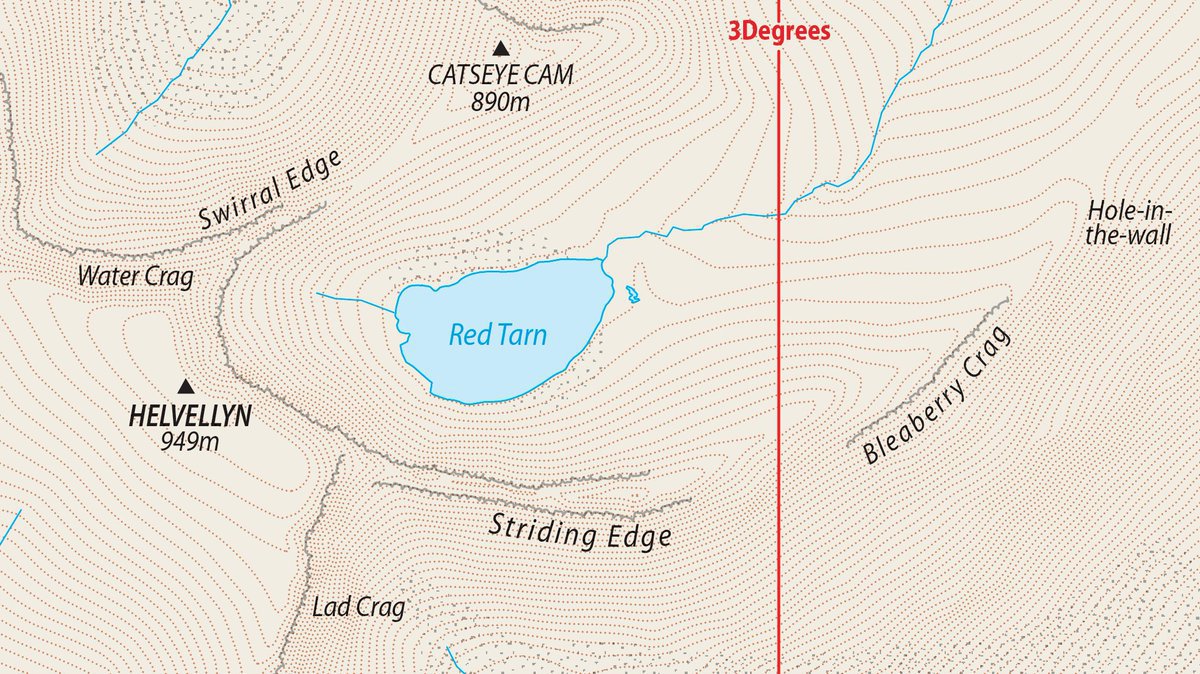 3Degrees
CATSEYE CAM
890m
Swirral Edge
Hole-in-
the-wall
Water Crag
Red Tarn
Bleaberry Crag
HELVELLYN
949m
Striding Edge
Lad Crag